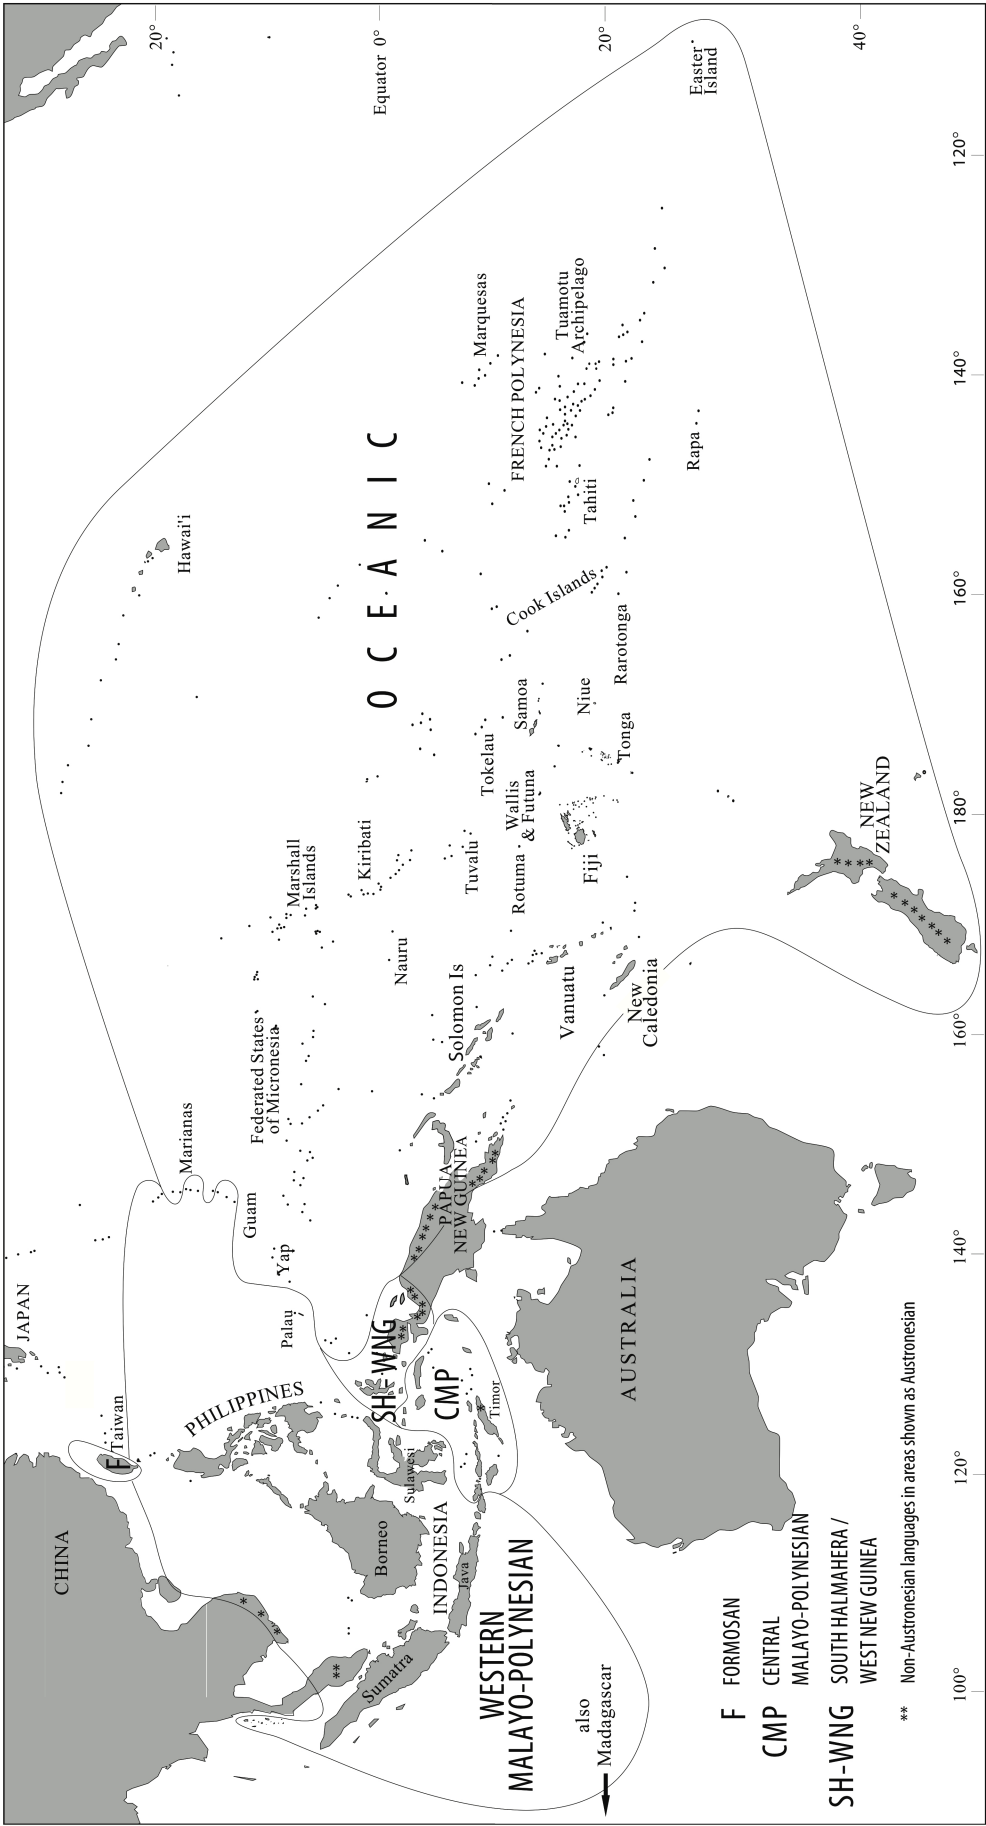 CHINA
JAPAN
F
Taiwan
PHILIPPINES
Marianas
Guam
Yap
Palau
Federated States
of Micronesia
Marshall
Islands
Hawai'i
20°
Equator 0°
20°
40°
Kiribati
Nauru
OCEANIC
Borneo
Sulawesi
INDONESIA
Java
Sumatra
SH-WNG
CMP
Timor
PAPUA
NEW GUINEA
Solomon Is
Tuvalu
Tokelau
Rotuma
Wallis
& Futuna
Samoa
Fiji
Niue
Tonga
Vanuatu
New
Caledonia
Cook Islands
Rarotonga
Marquesas
FRENCH POLYNESIA
Tuamotu
Archipelago
Tahiti
Rapa
Easter
Island
WESTERN
MALAYO-POLYNESIAN
also
Madagascar
AUSTRALIA
NEW
ZEALAND
F FORMOSAN
CMP CENTRAL
MALAYO-POLYNESIAN
SH-WNG SOUTH HALMAHERA /
WEST NEW GUINEA
** Non-Austronesian languages in areas shown as Austronesian
100°
120°
140°
160°
180°
160°
140°
120°